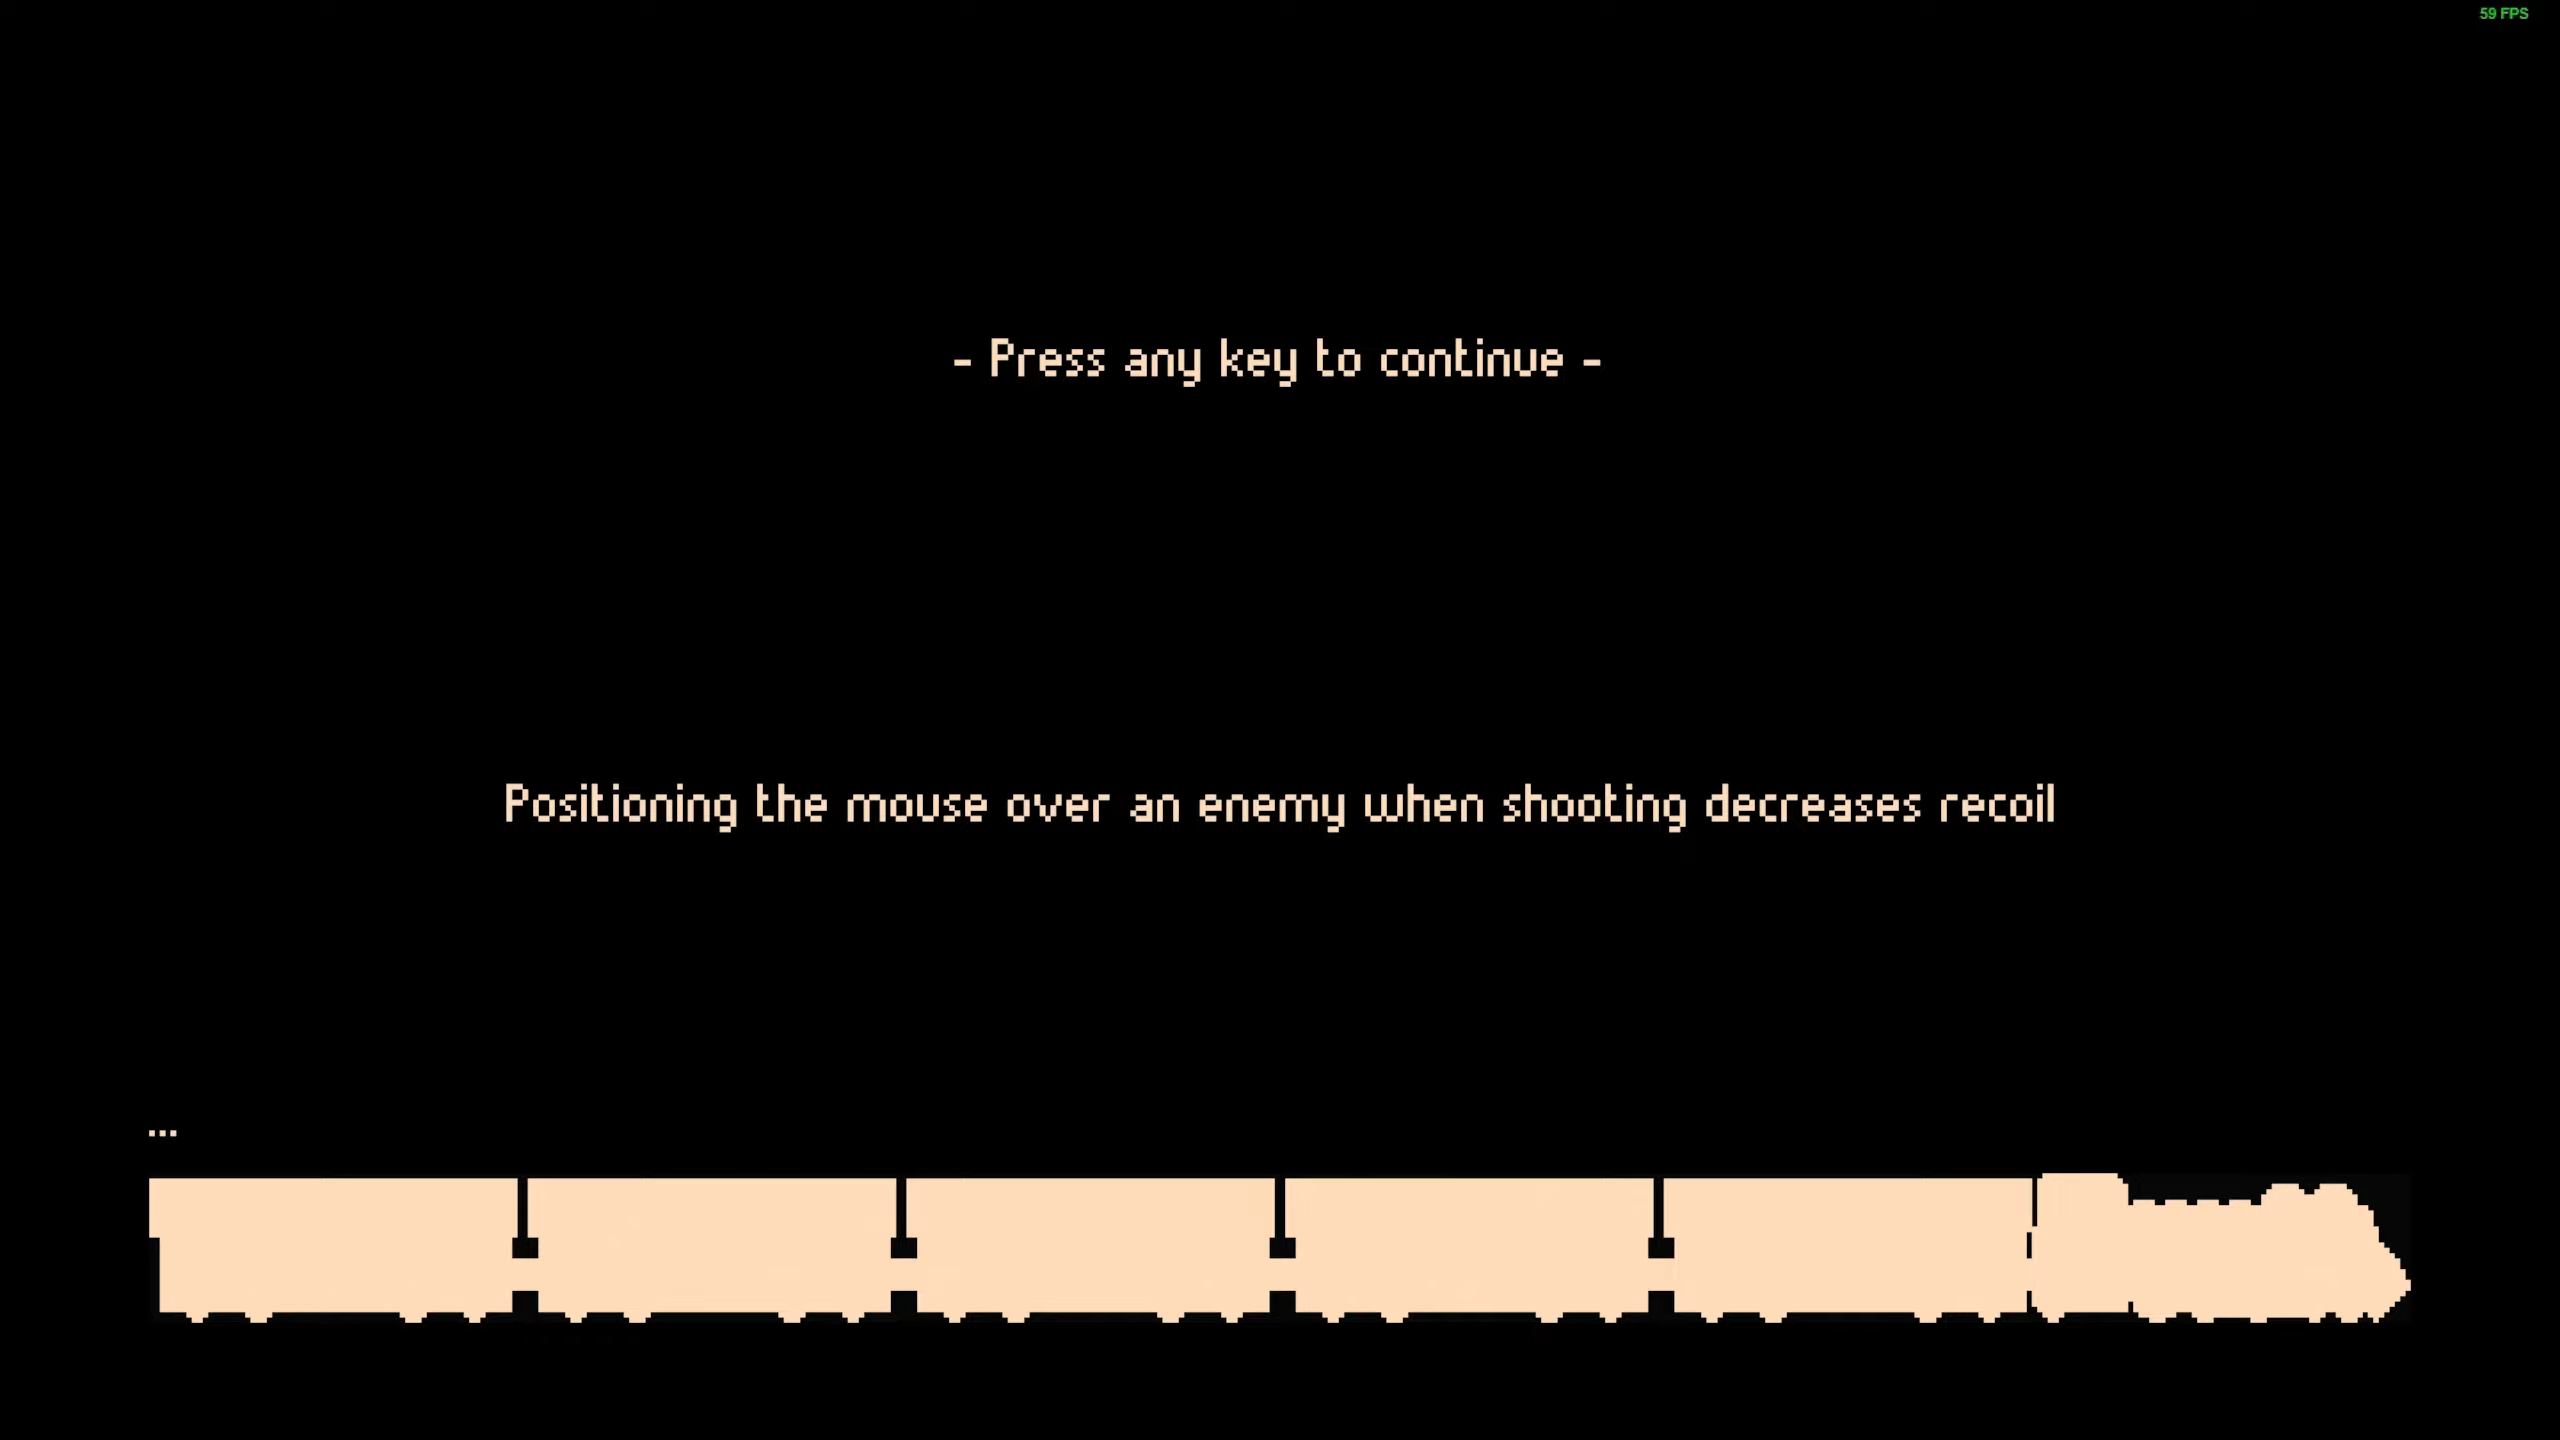 59 FPS
- Press any key to continue -
Positioning the mouse over an enemy when shooting decreases recoil
...